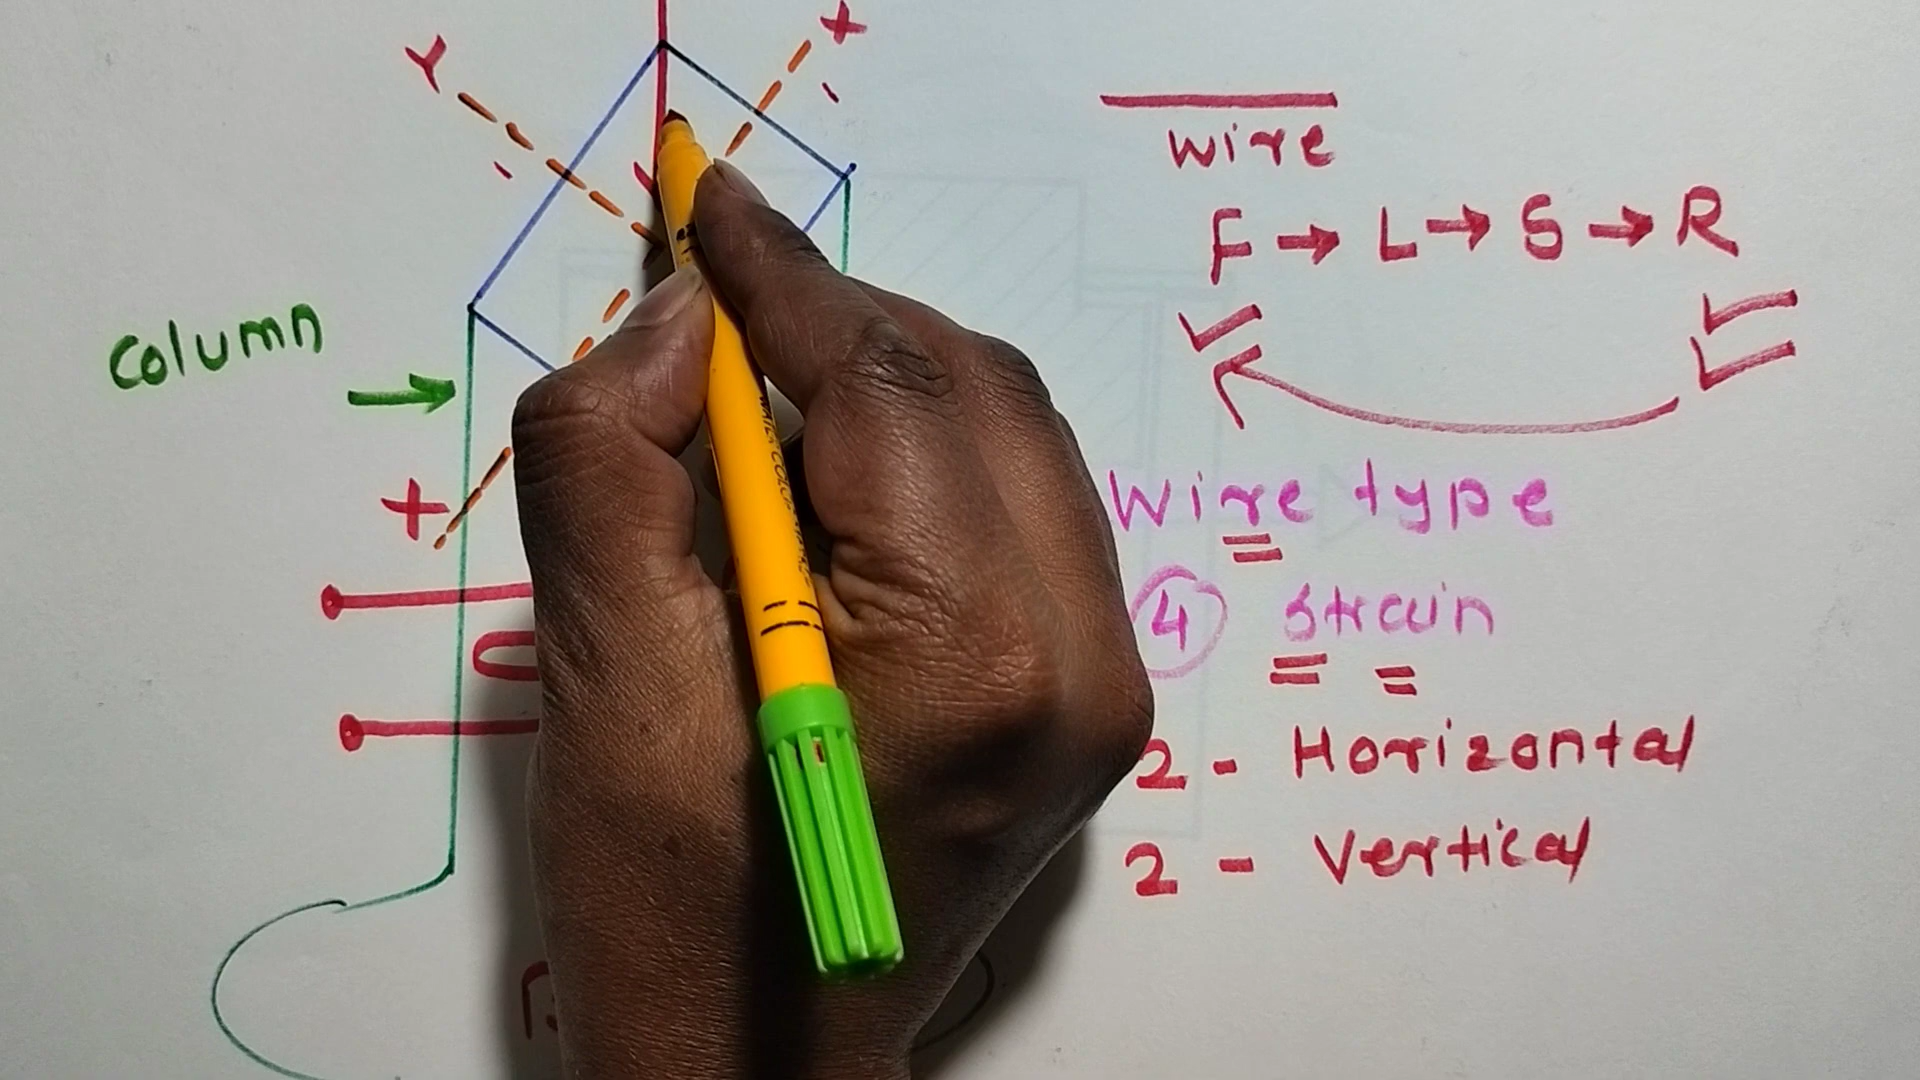 Y
+
-
-
wire
F → L → S → R
column
+
wire type
4 strain
2 - Horizontal
2 - Vertical